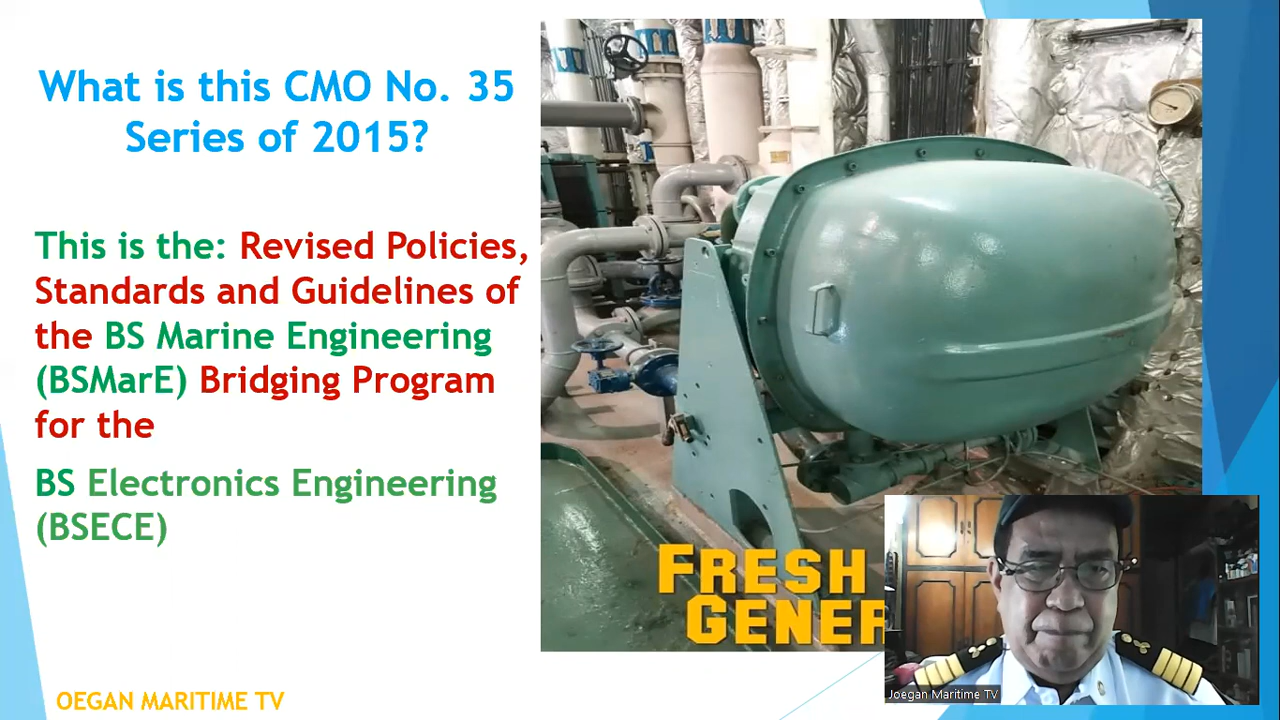 What is this CMO No. 35
Series of 2015?
This is the: Revised Policies,
Standards and Guidelines of
the BS Marine Engineering
(BSMarE) Bridging Program
for the
BS Electronics Engineering
(BSECE)
FRESH
GENER
Joegan Maritime TV
OEGAN MARITIME TV